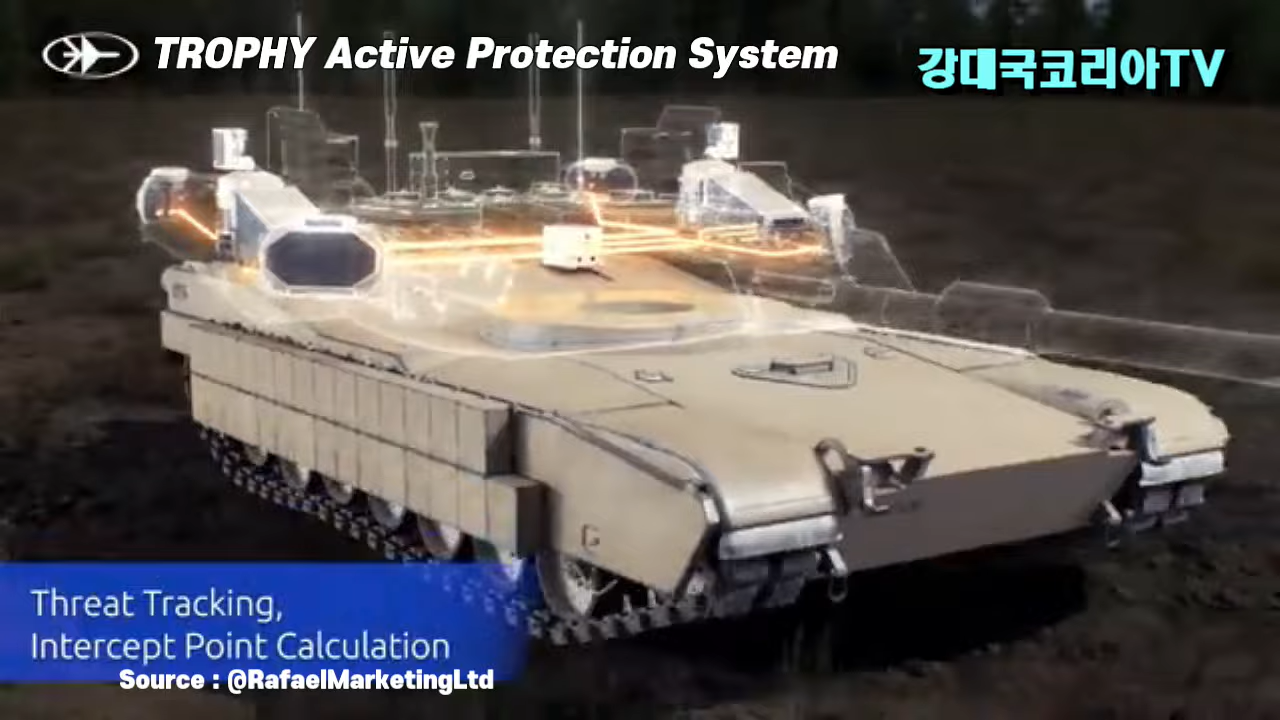 TROPHY Active Protection System
강대국코리아TV
Threat Tracking,
Intercept Point Calculation
Source : @RafaelMarketingLtd